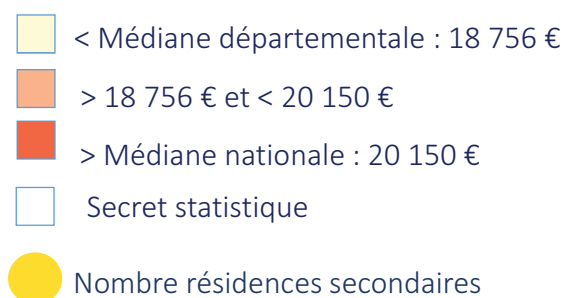 < Médiane départementale : 18 756 €
> 18 756 € et < 20 150 €
> Médiane nationale : 20 150 €
Secret statistique
Nombre résidences secondaires